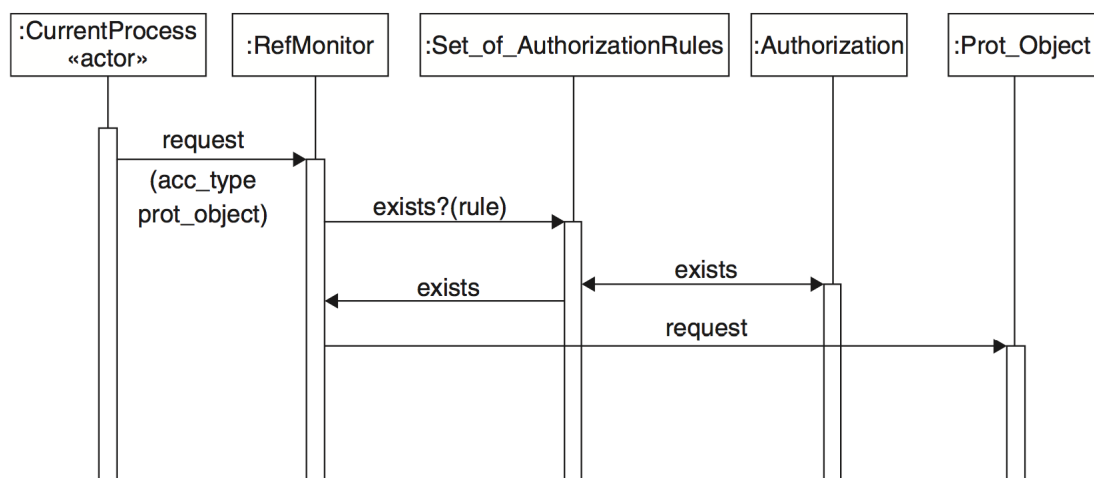 :CurrentProcess
«actor»
:RefMonitor
:Set_of_AuthorizationRules
:Authorization
:Prot_Object
request
(acc_type
prot_object)
exists?(rule)
exists
exists
request